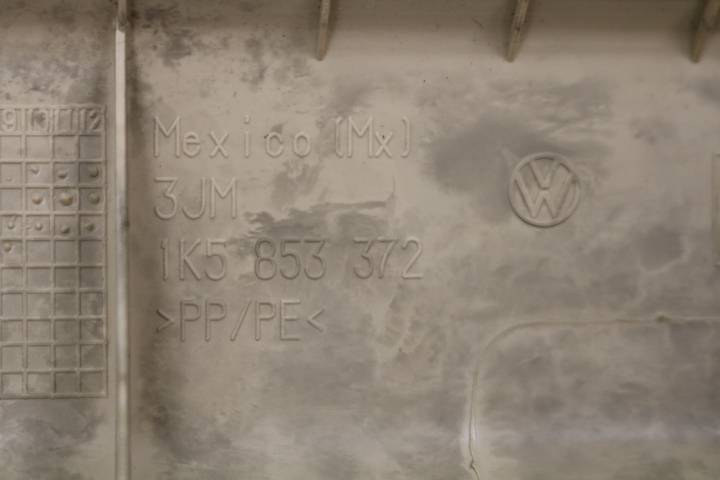 9 10 11 12
Mexico (Mx)
3JM
1K5 853 372
>PP/PE<
VW